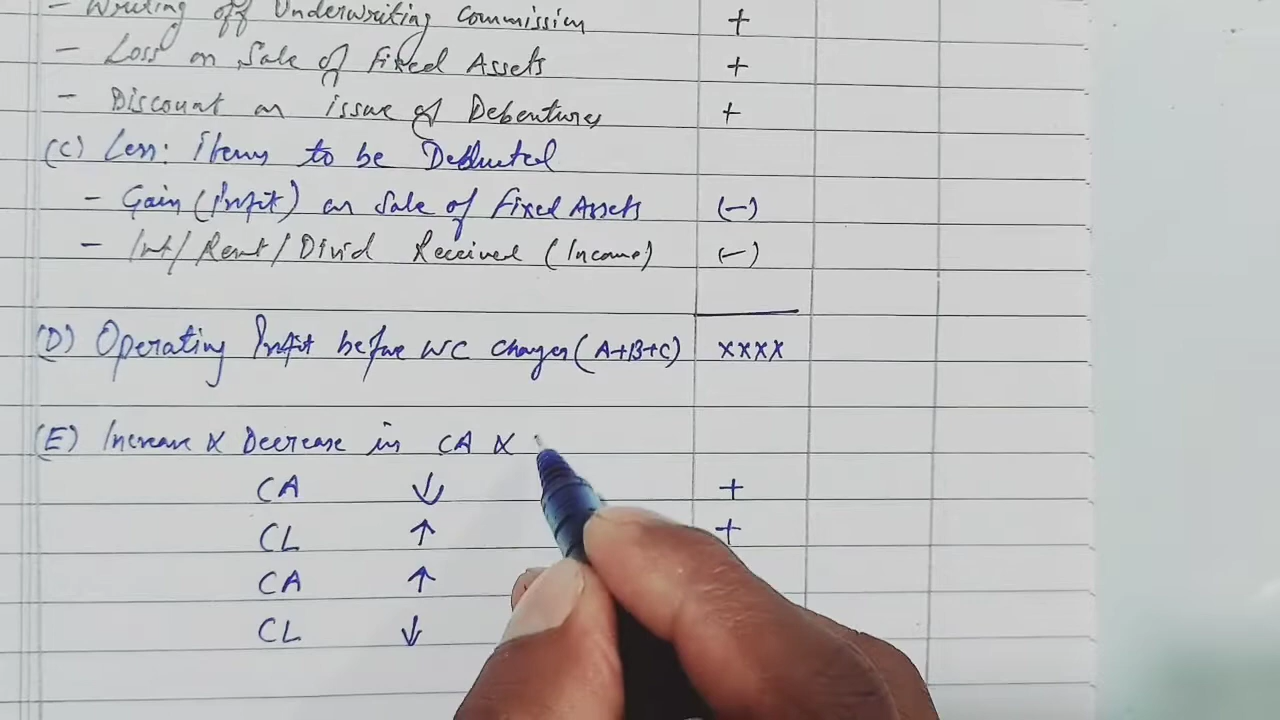 - Writing off Underwriting Commission +
- Loss on Sale of Fixed Assets +
- Discount on issue of Debentures +
(C) Less: items to be Deducted
- Gain (Profit) on Sale of Fixed Assets (-)
- Int/Rent/Divid Received (Income) (-)
(D) Operating Profit before WC changes (A+B+C) xxxx
(E) Increase & Decrease in CA &
CA ↓ +
CL ↑ +
CA ↑
CL ↓